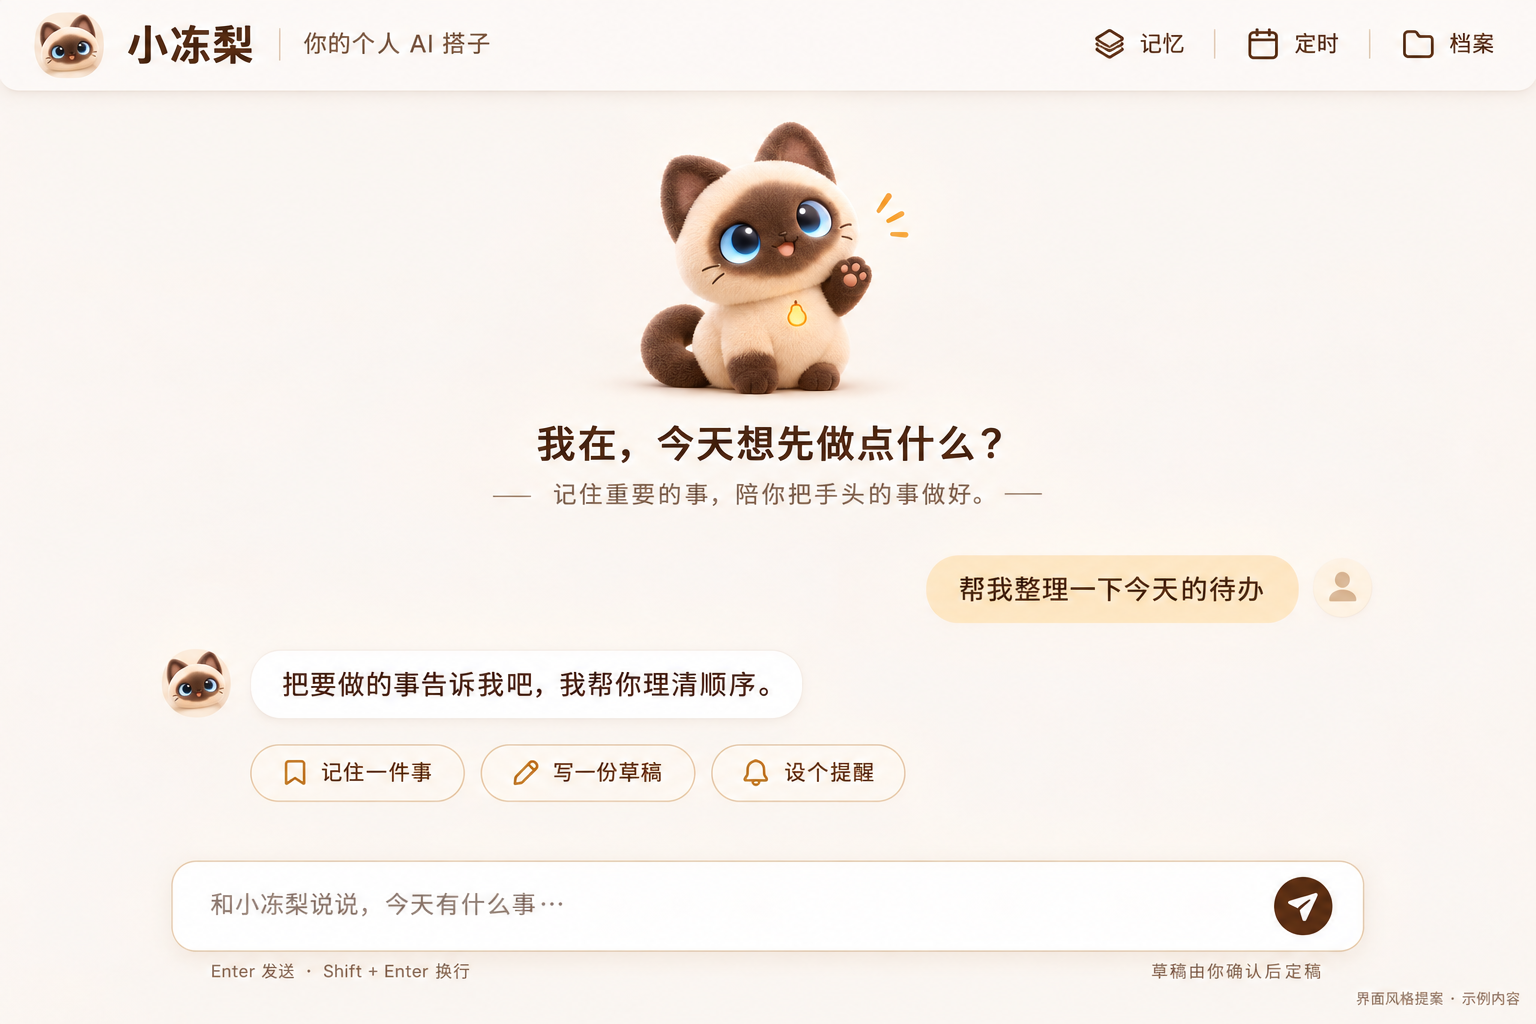 小冻梨
你的个人 AI 搭子
记忆
定时
档案
我在，今天想先做点什么？
记住重要的事，陪你把手头的事做好。
帮我整理一下今天的待办
把要做的事告诉我吧，我帮你理清顺序。
记住一件事
写一份草稿
设个提醒
和小冻梨说说，今天有什么事…
Enter 发送 · Shift + Enter 换行
草稿由你确认后定稿
界面风格提案 · 示例内容